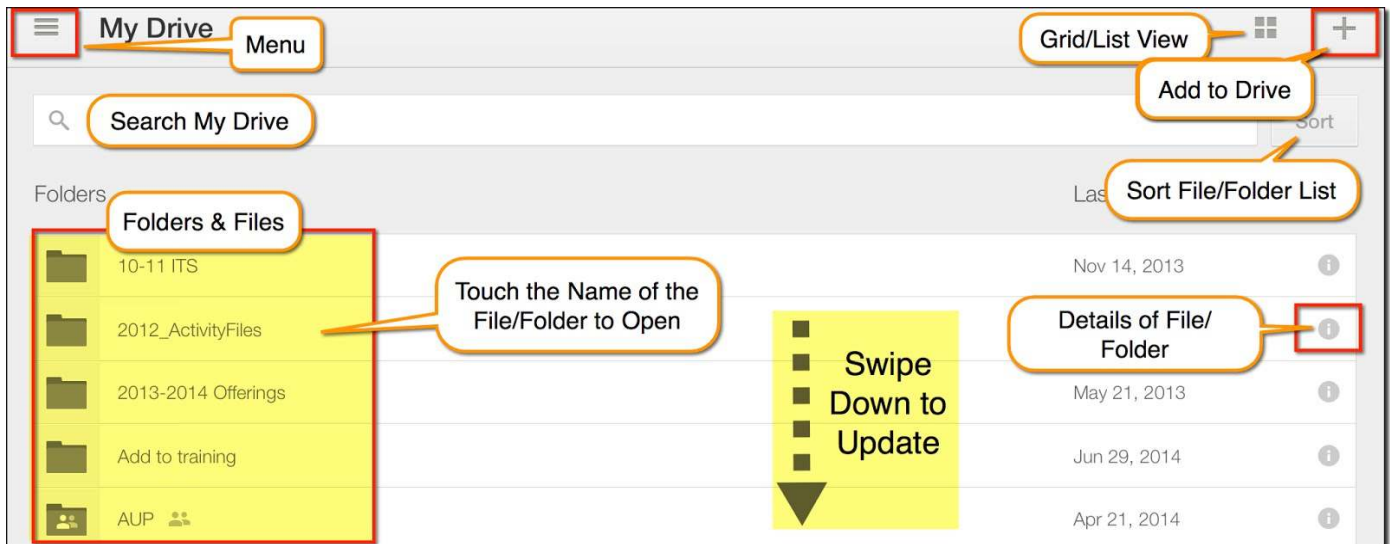 My Drive
Menu
Grid/List View
Add to Drive
Search My Drive
Sort
Sort File/Folder List
Folders
Las
Folders & Files
10-11 ITS
Nov 14, 2013
Touch the Name of the
File/Folder to Open
2012_ActivityFiles
Details of File/
Folder
Swipe
Down to
Update
2013-2014 Offerings
May 21, 2013
Add to training
Jun 29, 2014
AUP
Apr 21, 2014